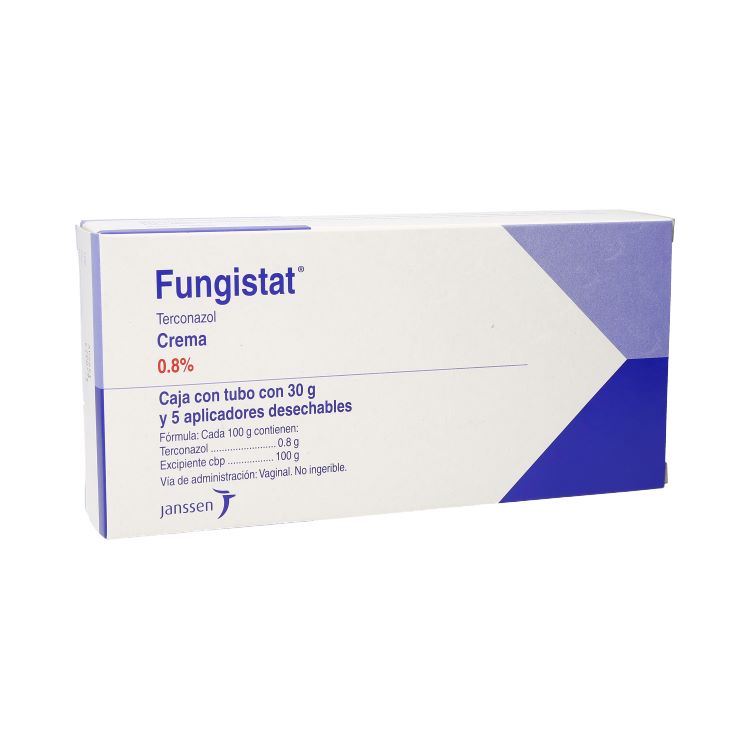 Fungistat®
Terconazol
Crema
0.8%
Caja con tubo con 30 g
y 5 aplicadores desechables
Fórmula: Cada 100 g contienen:
Terconazol ........................ 0.8 g
Excipiente cbp ................ 100 g
Vía de administración: Vaginal. No ingerible.
janssen